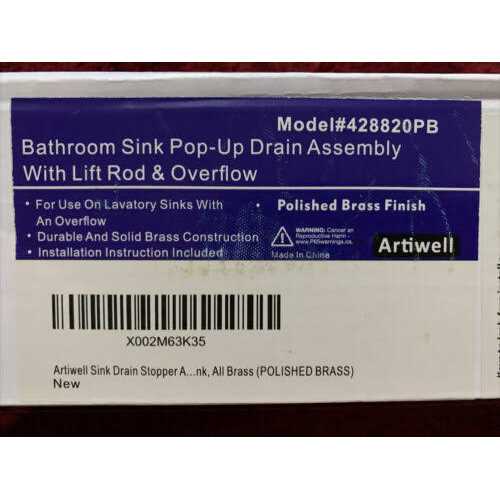 Model#428820PB
Bathroom Sink Pop-Up Drain Assembly
With Lift Rod & Overflow
• For Use On Lavatory Sinks With
An Overflow
• Durable And Solid Brass Construction
• Installation Instruction Included
• Polished Brass Finish
WARNING: Cancer an
Reproductive Harm -
www.P65warnings.ca.
Made In China
Artiwell
X002M63K35
Artiwell Sink Drain Stopper A...nk, All Brass (POLISHED BRASS)
New